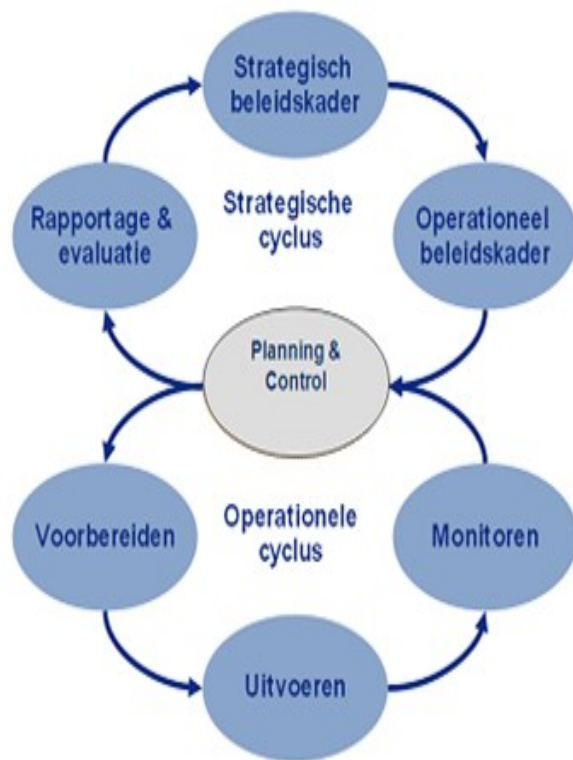 Strategisch
beleidskader
Rapportage &
evaluatie
Strategische
cyclus
Operationeel
beleidskader
Planning &
Control
Voorbereiden
Operationele
cyclus
Monitoren
Uitvoeren